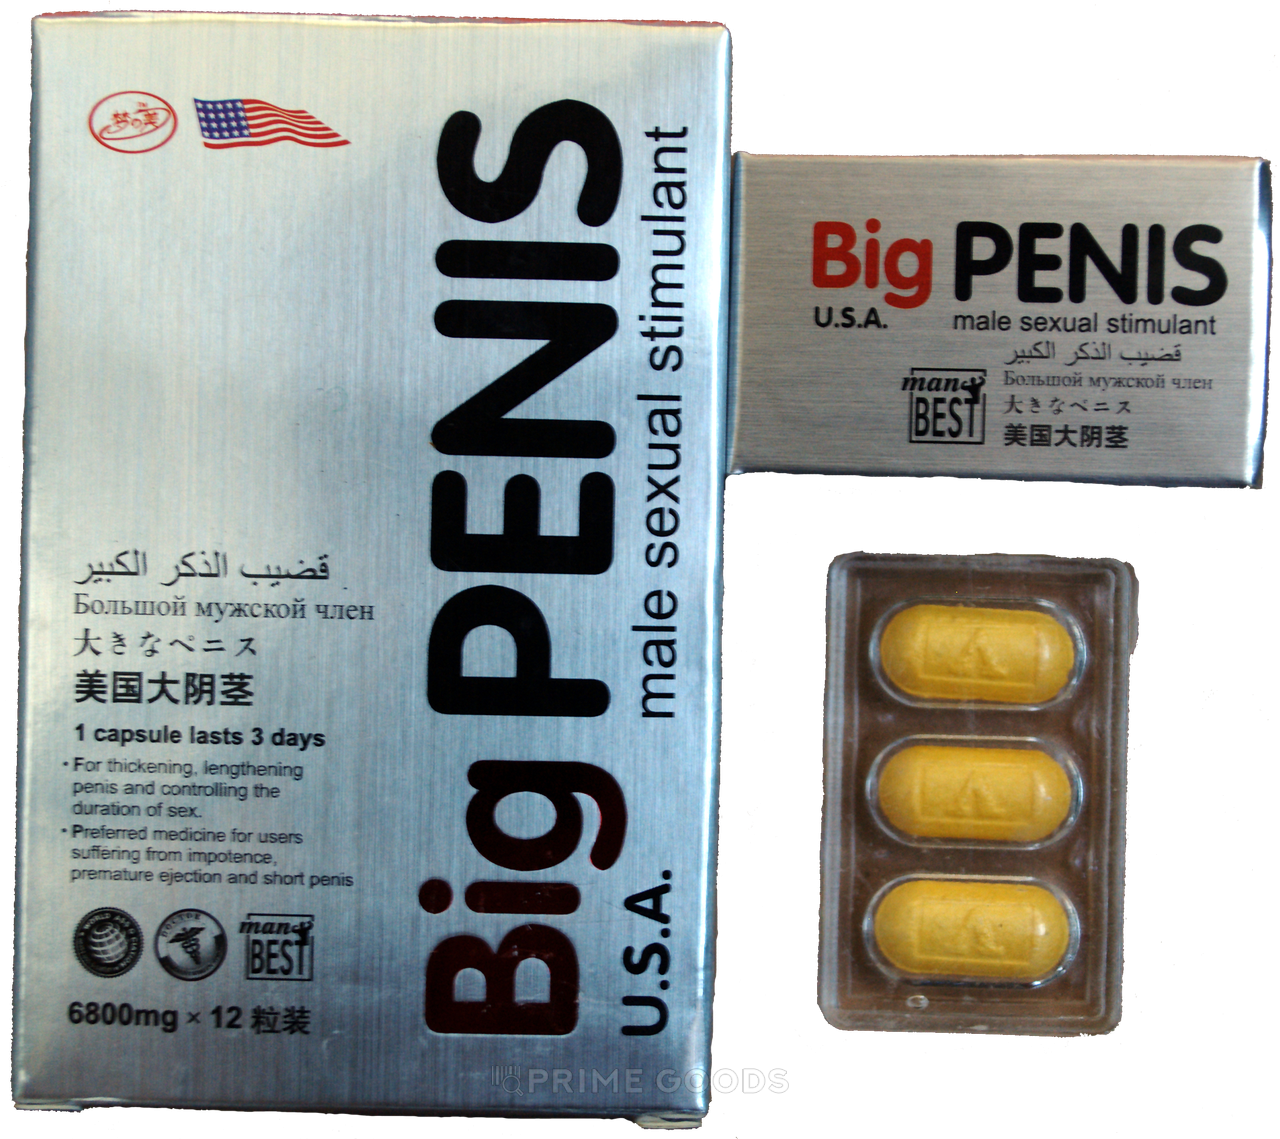 梦の美
TM
Big PENIS
U.S.A.
male sexual stimulant
قضيب الذكر الكبير
Большой мужской член
大きなペニス
美国大阴茎
1 capsule lasts 3 days
• For thickening, lengthening
penis and controlling the
duration of sex.
• Preferred medicine for users
suffering from impotence,
premature ejection and short penis
man
BEST
6800mg × 12 粒装
Big PENIS
U.S.A.
male sexual stimulant
قضيب الذكر الكبير
Большой мужской член
大きなペニス
美国大阴茎
man
BEST
PRIME GOODS